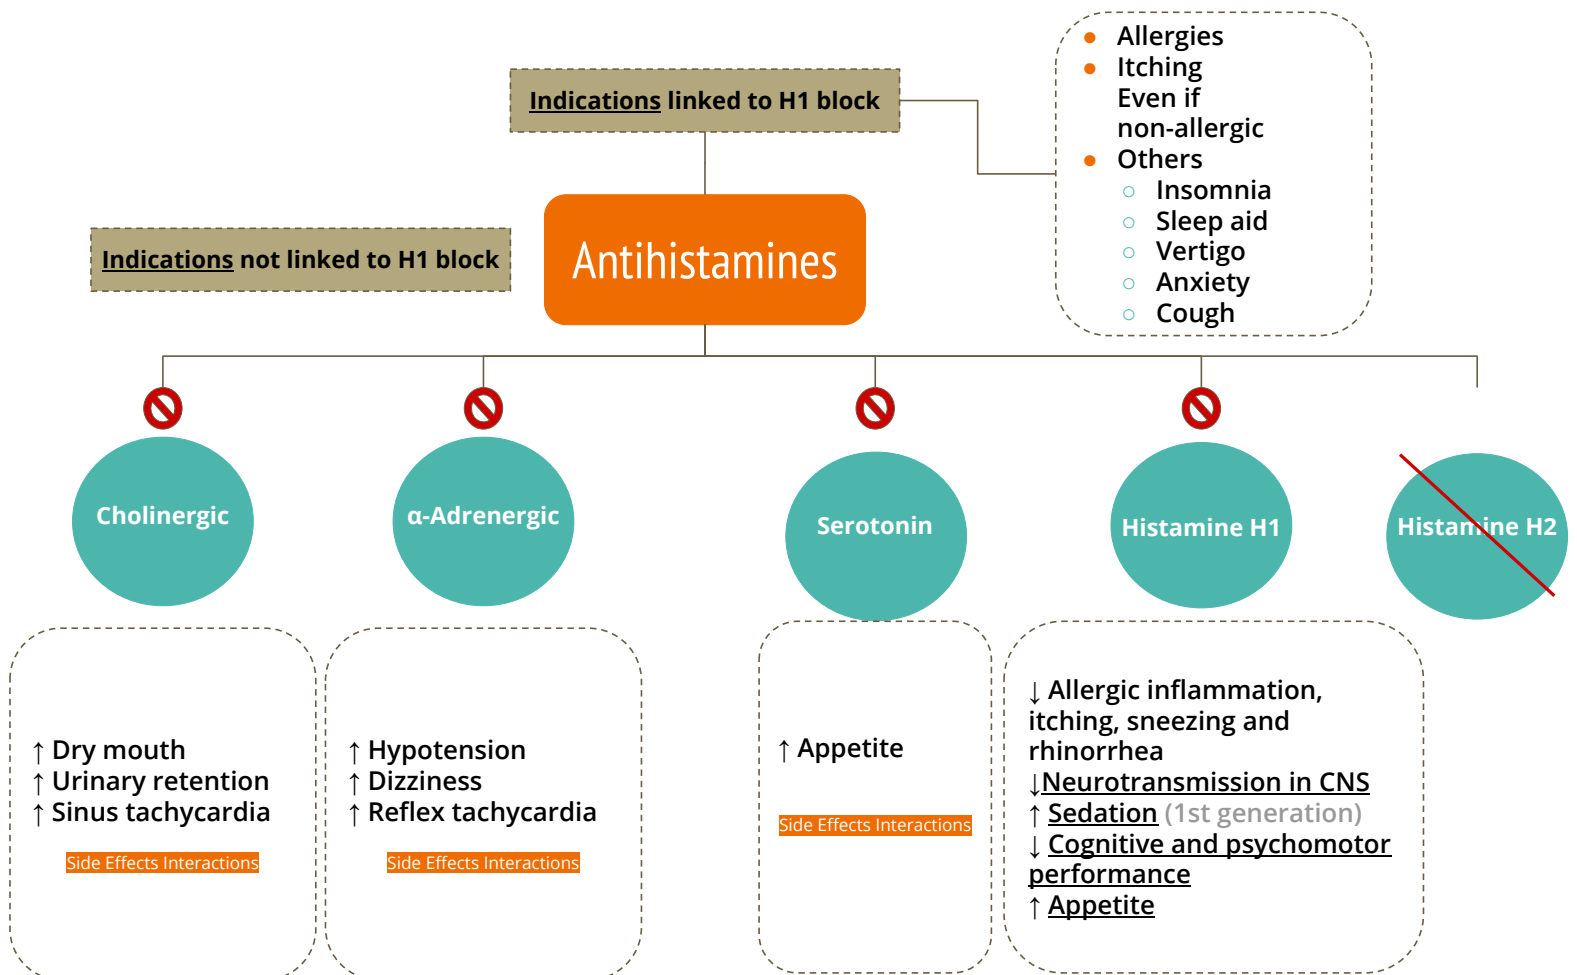 Indications linked to H1 block
● Allergies
● Itching
Even if
non-allergic
● Others
○ Insomnia
○ Sleep aid
○ Vertigo
○ Anxiety
○ Cough
Indications not linked to H1 block
Antihistamines
Cholinergic
α-Adrenergic
Serotonin
Histamine H1
Histamine H2
↑ Dry mouth
↑ Urinary retention
↑ Sinus tachycardia
Side Effects Interactions
↑ Hypotension
↑ Dizziness
↑ Reflex tachycardia
Side Effects Interactions
↑ Appetite
Side Effects Interactions
↓ Allergic inflammation,
itching, sneezing and
rhinorrhea
↓Neurotransmission in CNS
↑ Sedation (1st generation)
↓ Cognitive and psychomotor
performance
↑ Appetite